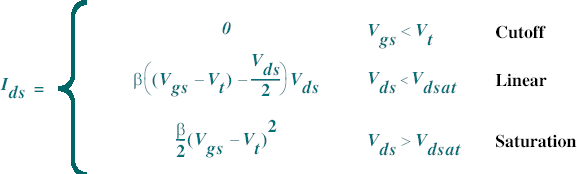 I_ds = { 0 V_gs < V_t Cutoff
β((V_gs − V_t) − V_ds/2) V_ds V_ds < V_dsat Linear
β/2 (V_gs − V_t)^2 V_ds > V_dsat Saturation